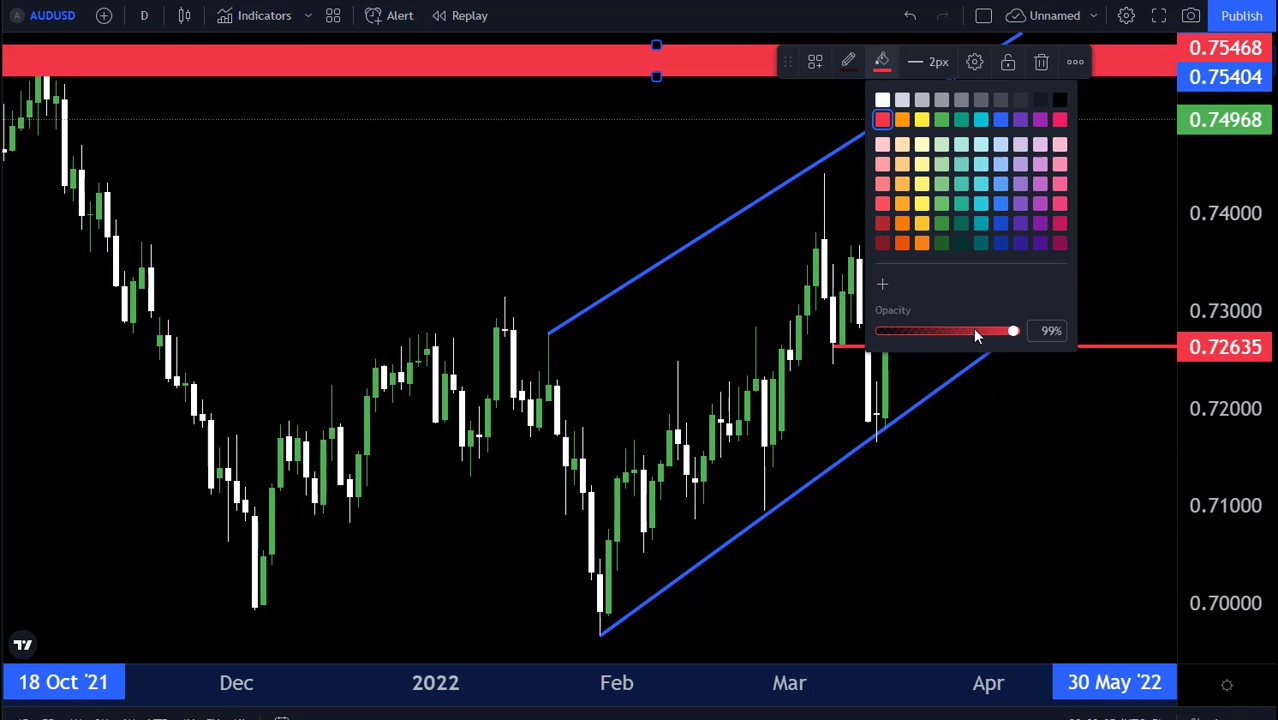 AUDUSD D Indicators Alert Replay Unnamed Publish
2px
0.75468
0.75404
0.74968
0.74000
Opacity
0.73000
99%
0.72635
0.72000
0.71000
0.70000
18 Oct '21 Dec 2022 Feb Mar Apr 30 May '22